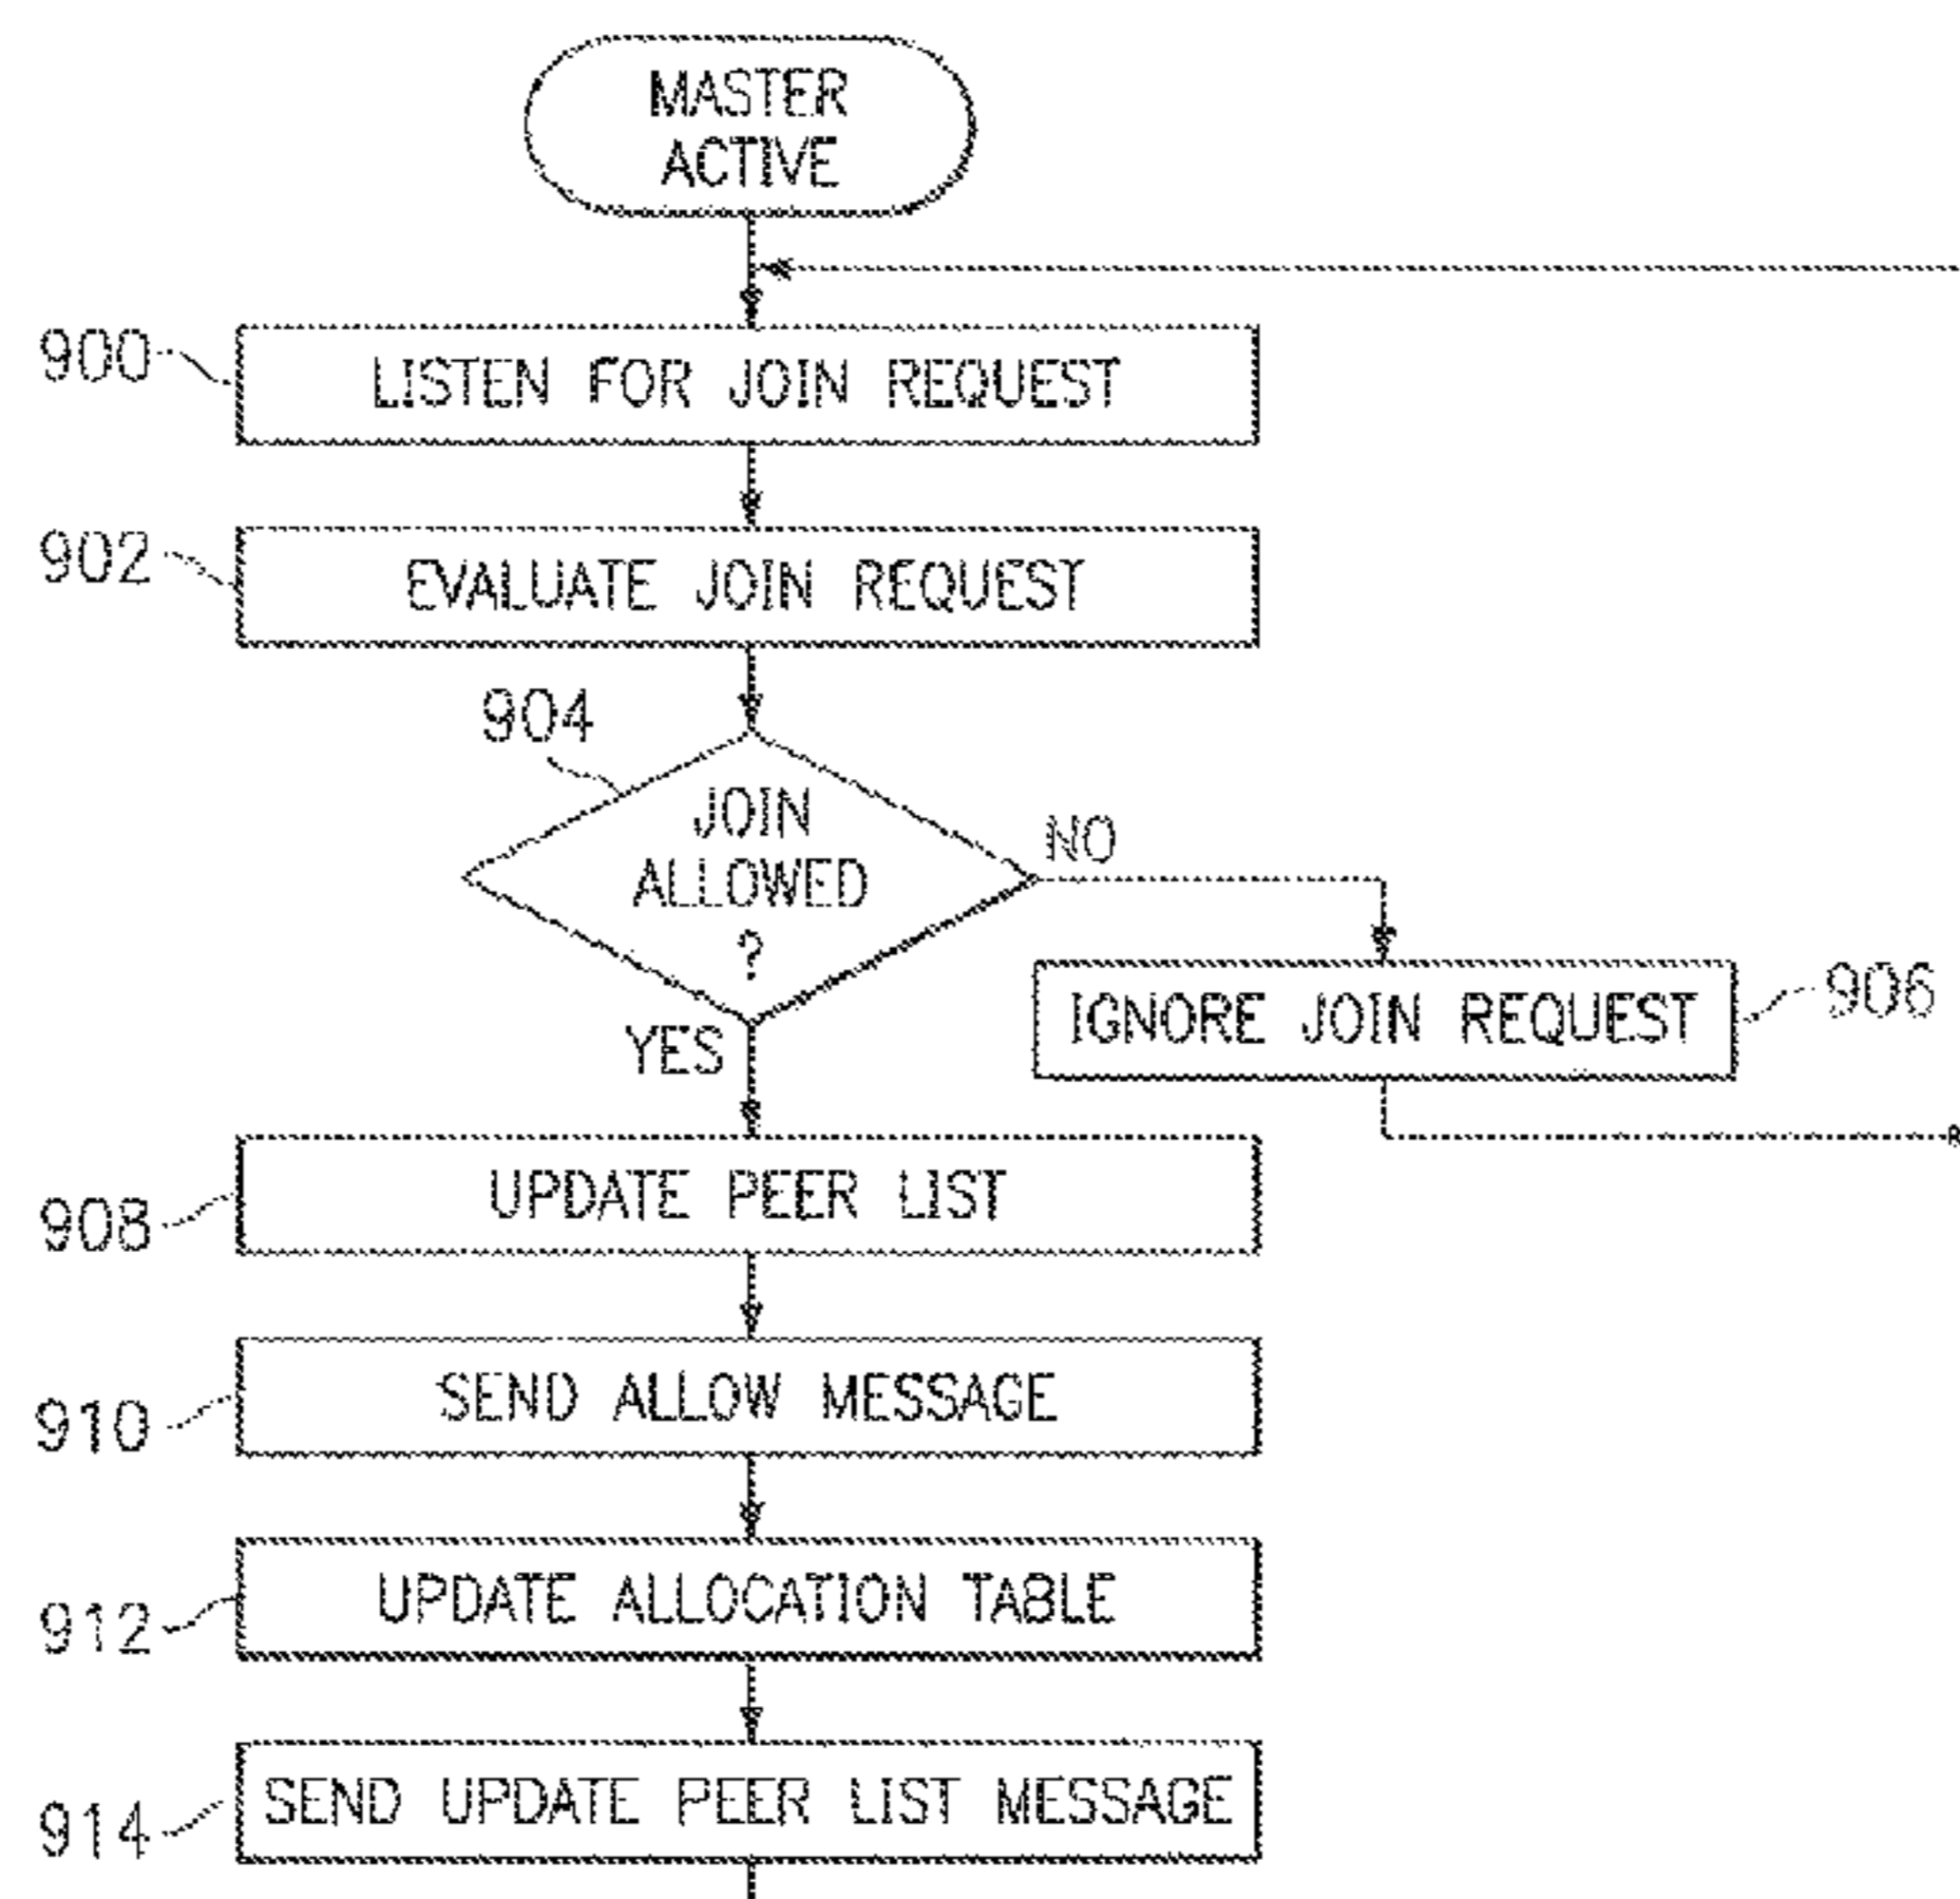 MASTER
ACTIVE
900
LISTEN FOR JOIN REQUEST
902
EVALUATE JOIN REQUEST
904
JOIN
ALLOWED
?
NO
YES
IGNORE JOIN REQUEST
906
908
UPDATE PEER LIST
910
SEND ALLOW MESSAGE
912
UPDATE ALLOCATION TABLE
914
SEND UPDATE PEER LIST MESSAGE